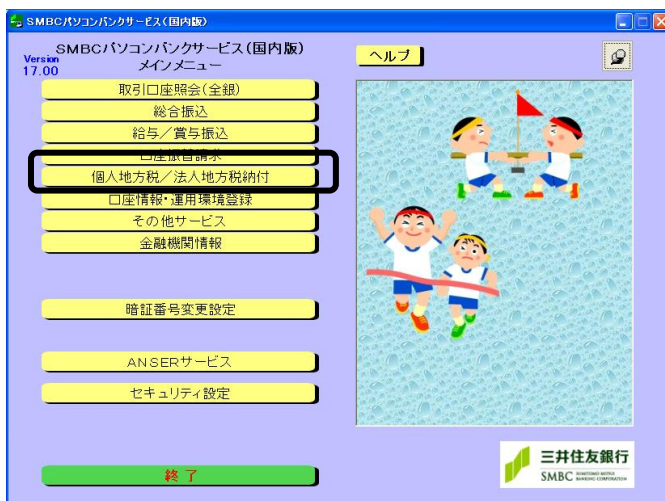 SMBCパソコンバンクサービス(国内版)
SMBCパソコンバンクサービス(国内版)
Version
17.00
メインメニュー
ヘルプ
取引口座照会(全銀)
総合振込
給与/賞与振込
口座振替請求
個人地方税/法人地方税納付
口座情報・運用環境登録
その他サービス
金融機関情報
暗証番号変更設定
ANSERサービス
セキュリティ設定
終了
三井住友銀行
SMBC SUMITOMO MITSUI
BANKING CORPORATION